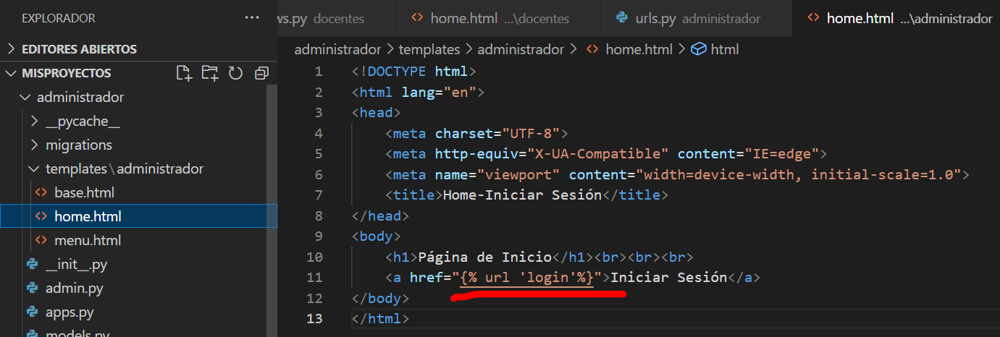 EXPLORADOR ···
EDITORES ABIERTOS
MISPROYECTOS
administrador
__pycache__
migrations
templates\administrador
base.html
home.html
menu.html
__init__.py
admin.py
apps.py
models.py
ws.py docentes
home.html ...\docentes
urls.py administrador
home.html ...\administrador
administrador > templates > administrador > <> home.html > html
1 <!DOCTYPE html>
2 <html lang="en">
3 <head>
4 <meta charset="UTF-8">
5 <meta http-equiv="X-UA-Compatible" content="IE=edge">
6 <meta name="viewport" content="width=device-width, initial-scale=1.0">
7 <title>Home-Iniciar Sesión</title>
8 </head>
9 <body>
10 <h1>Página de Inicio</h1><br><br><br>
11 <a href="{% url 'login'%}">Iniciar Sesión</a>
12 </body>
13 </html>